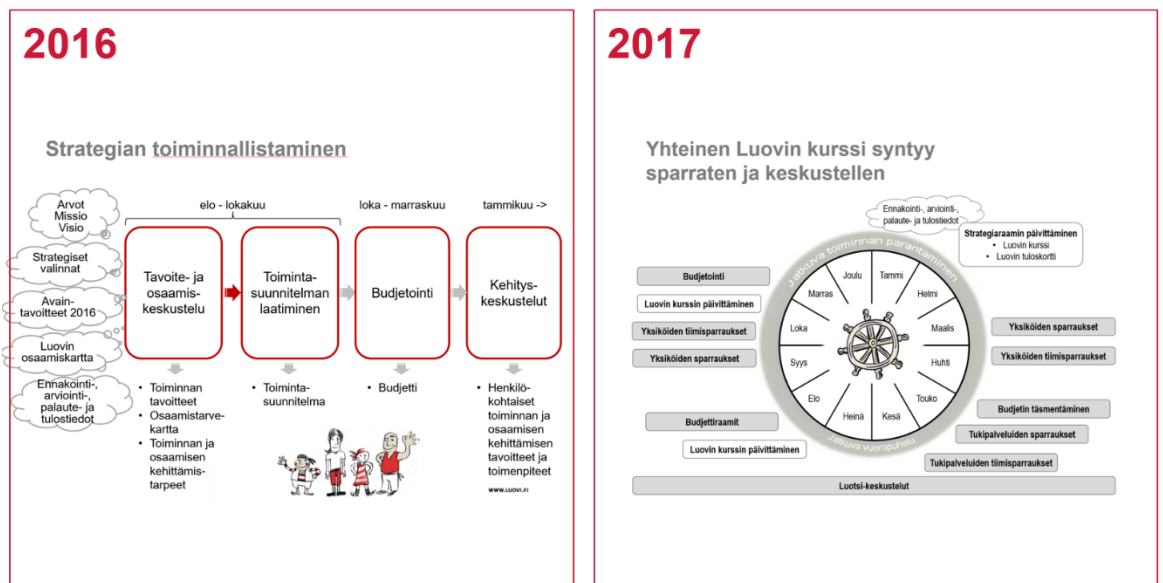 2016
Strategian toiminnallistaminen
Arvot
Missio
Visio
Strategiset
valinnat
Avain-
tavoitteet 2016
Luovin
osaamiskartta
Ennakointi-,
arviointi-,
palaute- ja
tulostiedot
elo - lokakuu
loka - marraskuu
tammikuu ->
Tavoite- ja
osaamis-
keskustelu
Toiminta-
suunnitelman
laatiminen
Budjetointi
Kehitys-
keskustelut
• Toiminnan
tavoitteet
• Osaamistarve-
kartta
• Toiminnan ja
osaamisen
kehittämis-
tarpeet
• Toiminta-
suunnitelma
• Budjetti
• Henkilö-
kohtaiset
toiminnan ja
osaamisen
kehittämisen
tavoitteet ja
toimenpiteet
WWW.LUOVI.FI
2017
Yhteinen Luovin kurssi syntyy
sparraten ja keskustellen
Ennakointi-, arviointi-,
palaute- ja tulostiedot
Strategiaraamin päivittäminen
• Luovin kurssi
• Luovin tuloskortti
Jatkuva toiminnan parantaminen
Joulu
Tammi
Marras
Helmi
Loka
Maalis
Syys
Huhti
Elo
Touko
Heinä
Kesä
Jatkuva vuoropuhelu
Budjetointi
Luovin kurssin päivittäminen
Yksiköiden tiimisparraukset
Yksiköiden sparraukset
Yksiköiden sparraukset
Yksiköiden tiimisparraukset
Budjettiraamit
Luovin kurssin päivittäminen
Budjetin täsmentäminen
Tukipalveluiden sparraukset
Tukipalveluiden tiimisparraukset
Luotsi-keskustelut